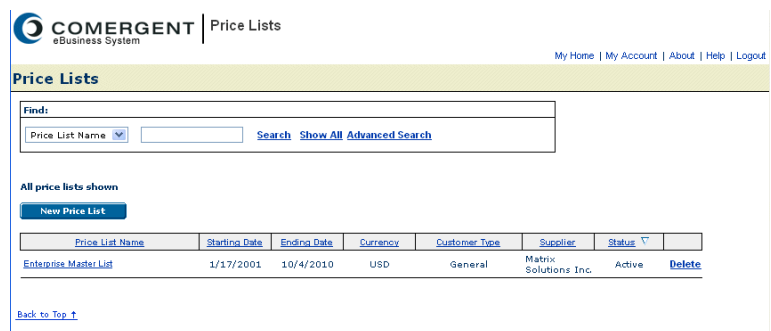 COMERGENT
eBusiness System
Price Lists
My Home | My Account | About | Help | Logout
Price Lists
Find:
Price List Name Search Show All Advanced Search
All price lists shown
New Price List
Price List Name Starting Date Ending Date Currency Customer Type Supplier Status
Enterprise Master List 1/17/2001 10/4/2010 USD General Matrix Solutions Inc. Active Delete
Back to Top ↑